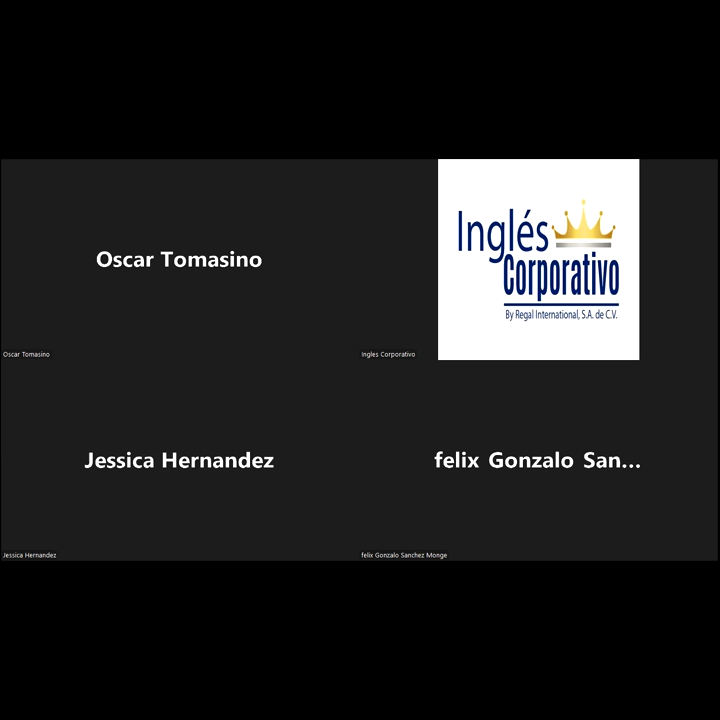 Oscar Tomasino
Oscar Tomasino
Inglés
Corporativo
By Regal International, S.A. de C.V.
Ingles Corporativo
Jessica Hernandez
Jessica Hernandez
felix Gonzalo San...
felix Gonzalo Sanchez Monge